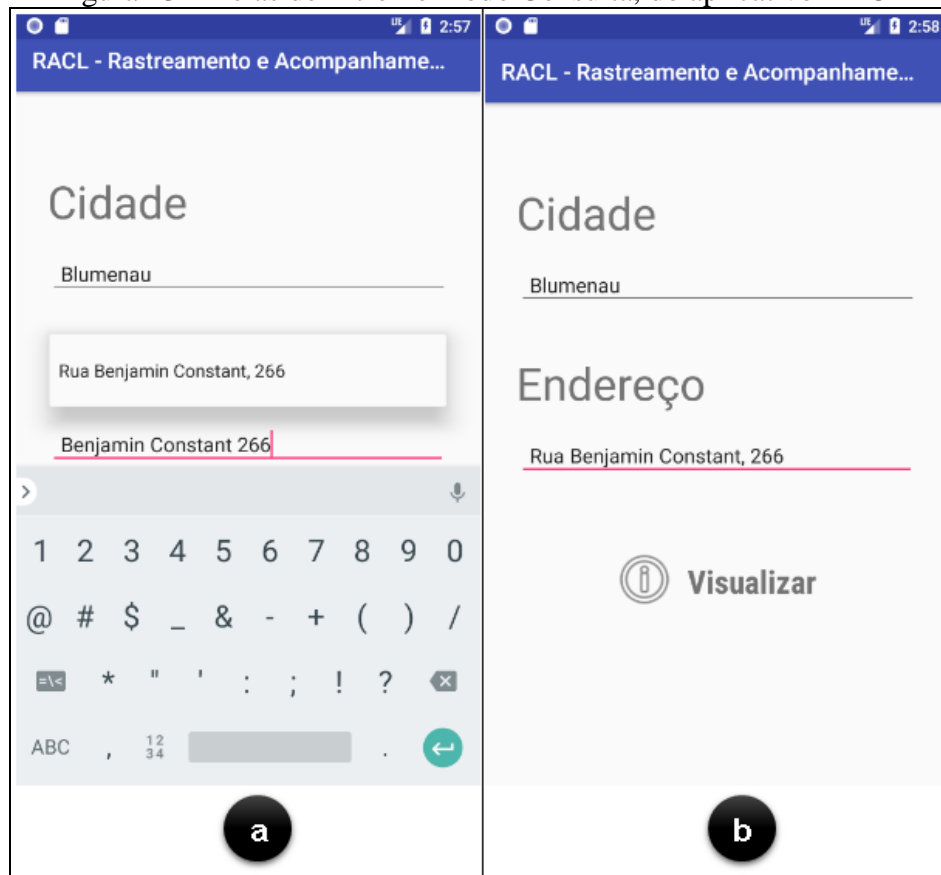 2:57
RACL - Rastreamento e Acompanhame...
Cidade
Blumenau
Rua Benjamin Constant, 266
Benjamin Constant 266
1 2 3 4 5 6 7 8 9 0
@ # $ _ & - + ( ) /
=\< * " ' : ; ! ?
ABC , 12 34 .
a
2:58
RACL - Rastreamento e Acompanhame...
Cidade
Blumenau
Endereço
Rua Benjamin Constant, 266
Visualizar
b